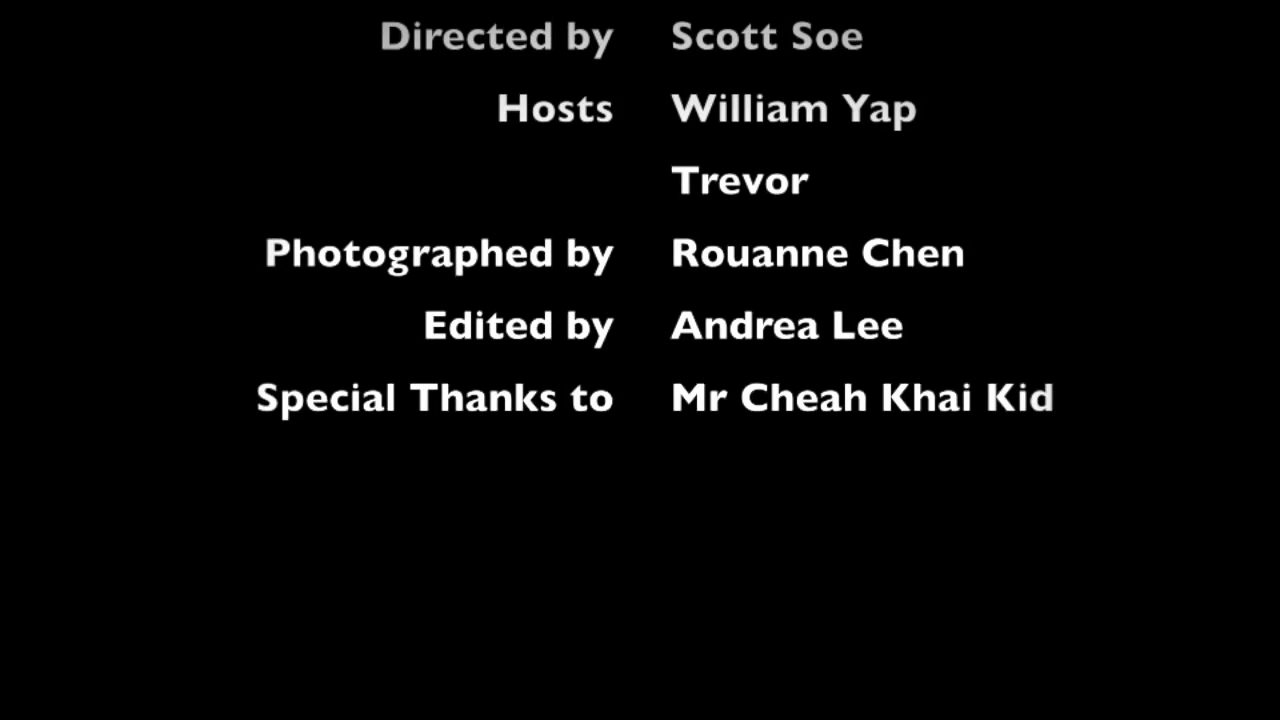 Directed by Scott Soe
Hosts William Yap
Trevor
Photographed by Rouanne Chen
Edited by Andrea Lee
Special Thanks to Mr Cheah Khai Kid